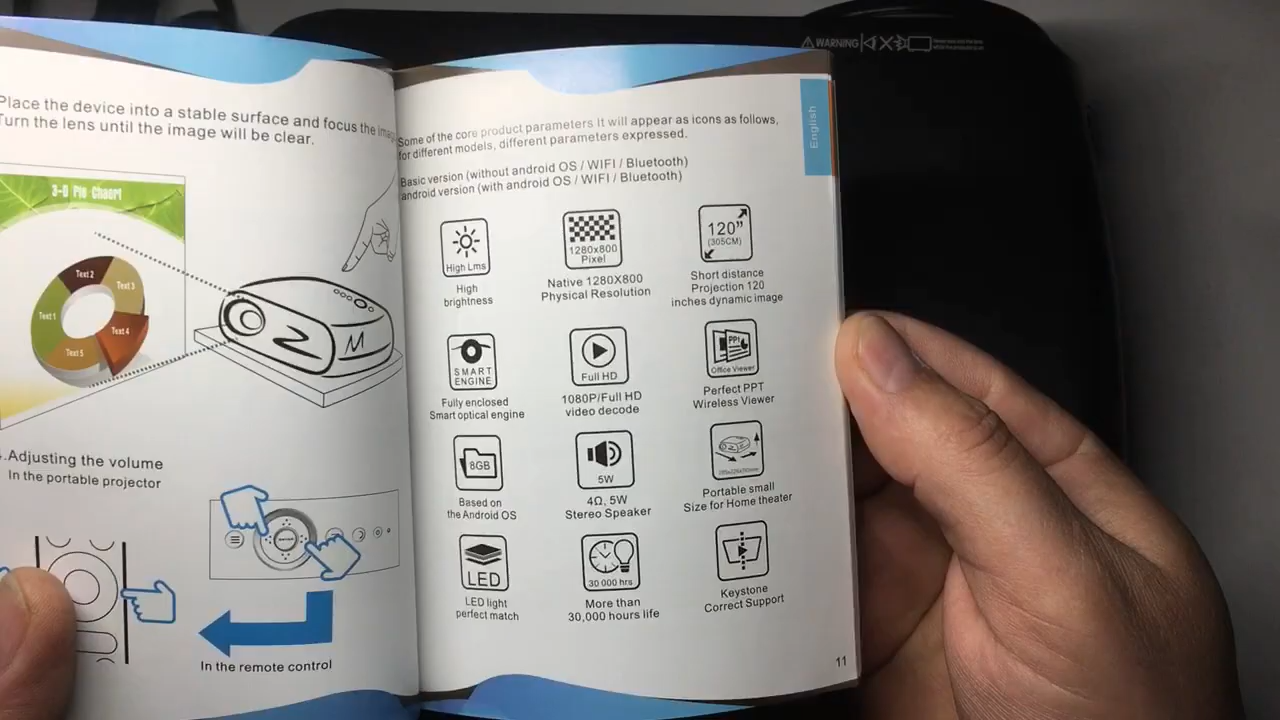 Place the device into a stable surface and focus the
Turn the lens until the image will be clear.
3-D Pie Chaert
Text 2
Text 3
Text 1
Text 4
Text 5
Z
M
.Adjusting the volume
In the portable projector
In the remote control
WARNING
English
Some of the core product parameters It will appear as icons as follows,
for different models, different parameters expressed.
Basic version (without android OS / WIFI / Bluetooth)
android version (with android OS / WIFI / Bluetooth)
High Lms
High
brightness
1280x800
Pixel
Native 1280X800
Physical Resolution
120"
(305CM)
Short distance
Projection 120
inches dynamic image
SMART
ENGINE
Fully enclosed
Smart optical engine
Full HD
1080P/Full HD
video decode
PPT
Office Viewer
Perfect PPT
Wireless Viewer
8GB
Based on
the Android OS
5W
4Ω, 5W
Stereo Speaker
Portable small
Size for Home theater
LED
LED light
perfect match
30 000 hrs
More than
30,000 hours life
Keystone
Correct Support
11